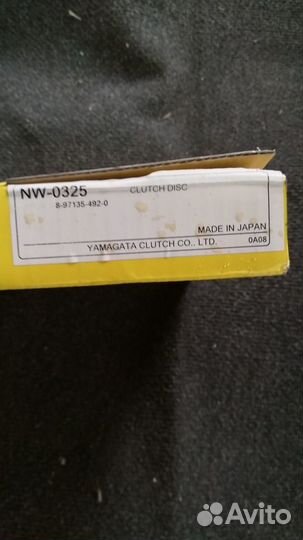 NW-0325 CLUTCH DISC
8-97135-492-0
MADE IN JAPAN
YAMAGATA CLUTCH CO., LTD. 0A08
Avito